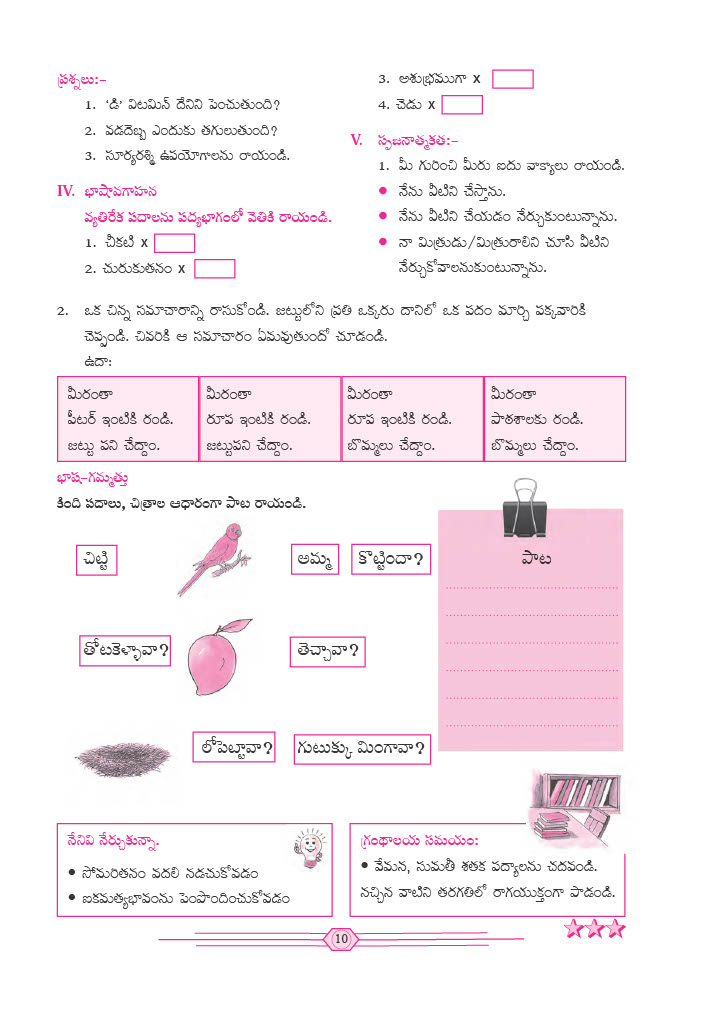 ప్రశ్నలు:-
1. ‘డి’ విటమిన్ దేనిని పెంచుతుంది?
2. వడదెబ్బ ఎందుకు తగులుతుంది?
3. సూర్యరశ్మి ఉపయోగాలను రాయండి.
IV. భాషావగాహన
వ్యతిరేక పదాలను పద్యభాగంలో వెతికి రాయండి.
1. చీకటి x
2. చురుకుతనం x
3. అశుభ్రముగా x
4. చెడు x
V. సృజనాత్మకత:-
1. మీ గురించి మీరు ఐదు వాక్యాలు రాయండి.
• నేను వీటిని చేస్తాను.
• నేను వీటిని చేయడం నేర్చుకుంటున్నాను.
• నా మిత్రుడు/మిత్రురాలిని చూసి వీటిని
నేర్చుకోవాలనుకుంటున్నాను.
2. ఒక చిన్న సమాచారాన్ని రాసుకోండి. జట్టులోని ప్రతి ఒక్కరు దానిలో ఒక పదం మార్చి పక్కవారికి
చెప్పండి. చివరికి ఆ సమాచారం ఏమవుతుందో చూడండి.
ఉదా:
మీరంతా
పీటర్ ఇంటికి రండి.
జట్టు పని చేద్దాం.
మీరంతా
రూప ఇంటికి రండి.
జట్టుపని చేద్దాం.
మీరంతా
రూప ఇంటికి రండి.
బొమ్మలు చేద్దాం.
మీరంతా
పాఠశాలకు రండి.
బొమ్మలు చేద్దాం.
భాష-గమ్మత్తు
కింది పదాలు, చిత్రాల ఆధారంగా పాట రాయండి.
చిట్టి
అమ్మ
కొట్టిందా?
పాట
తోటకెళ్ళావా?
తెచ్చావా?
లోపెట్టావా?
గుటుక్కు మింగావా?
నేనివి నేర్చుకున్నా.
• సోమరితనం వదలి నడచుకోవడం
• ఐకమత్యభావంను పెంపొందించుకోవడం
గ్రంథాలయ సమయం:
• వేమన, సుమతీ శతక పద్యాలను చదవండి.
నచ్చిన వాటిని తరగతిలో రాగయుక్తంగా పాడండి.
10